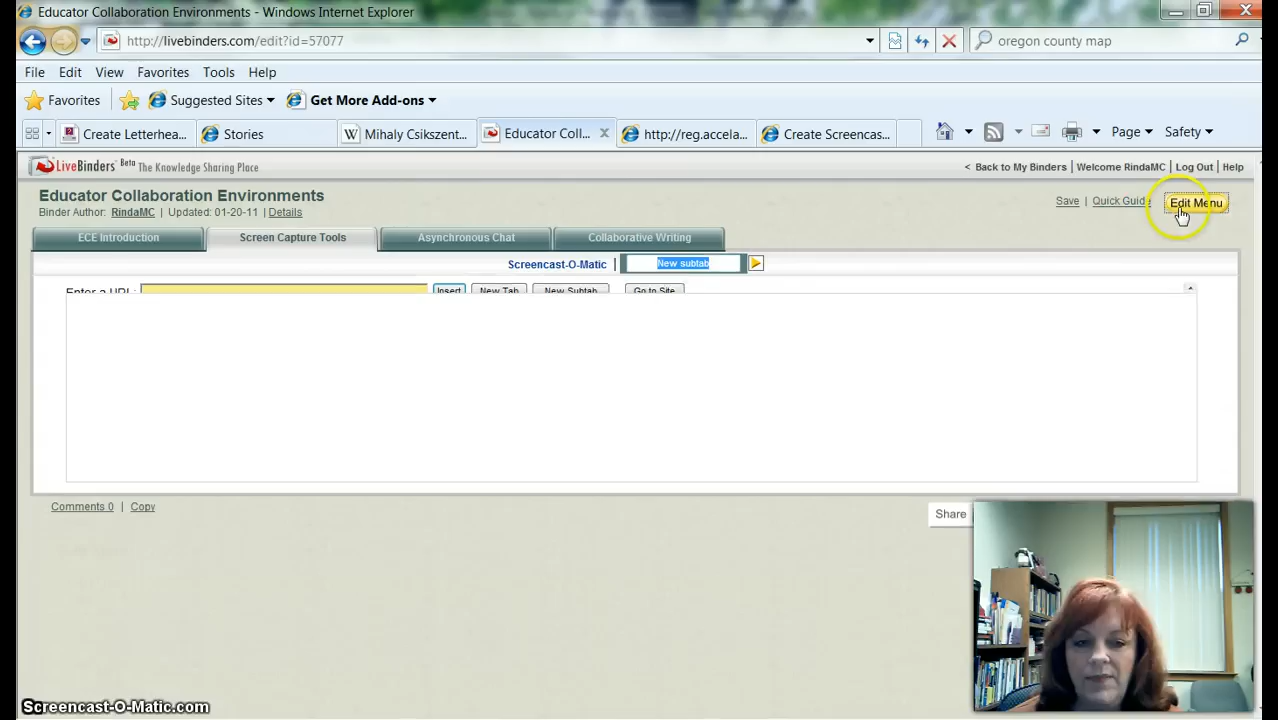 Educator Collaboration Environments - Windows Internet Explorer
http://livebinders.com/edit?id=57077
oregon county map
File Edit View Favorites Tools Help
Favorites Suggested Sites Get More Add-ons
Create Letterhea... Stories Mihaly Csikszent... Educator Coll... http://reg.accela... Create Screencas... Page Safety
LiveBinders Beta The Knowledge Sharing Place < Back to My Binders | Welcome RindaMC | Log Out | Help
Educator Collaboration Environments
Save | Quick Guide Edit Menu
Binder Author: RindaMC | Updated: 01-20-11 | Details
ECE Introduction Screen Capture Tools Asynchronous Chat Collaborative Writing
Screencast-O-Matic | New subtab
Enter a URL: Insert New Tab New Subtab Go to Site
Comments 0 | Copy
Share
Screencast-O-Matic.com